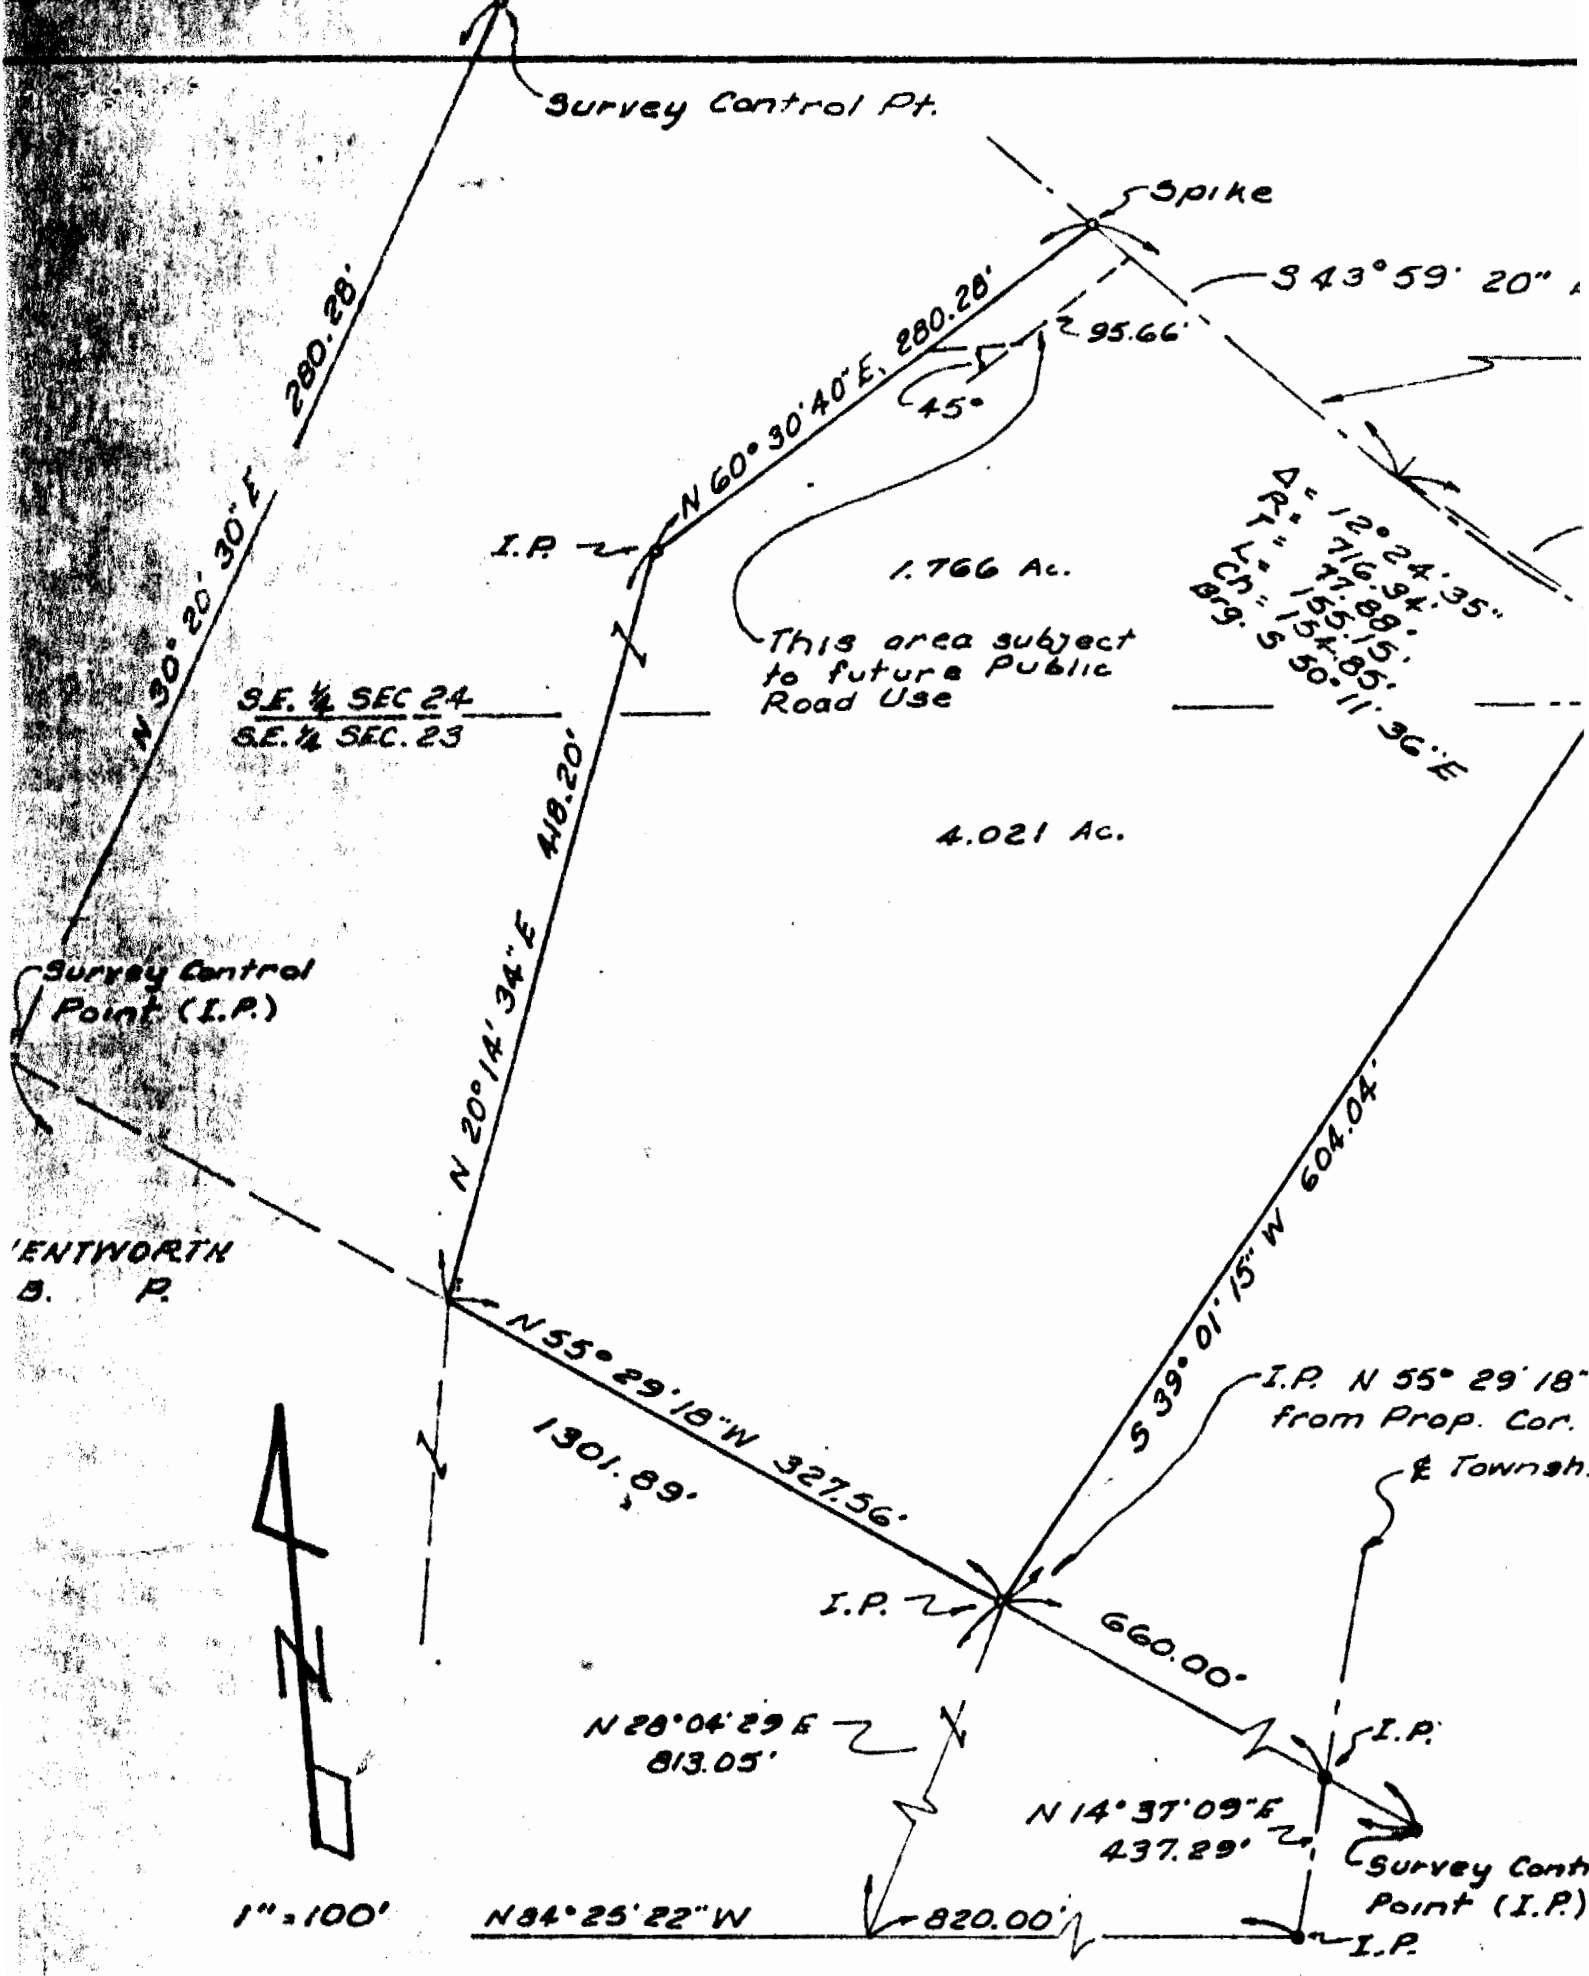 Survey Control Pt.
Spike
S 43° 59' 20"
280.28'
N 30° 20' 30" E
N 60° 30' 40" E, 280.28'
95.66'
45°
I.P.
1.766 Ac.
Δ = 12° 24' 35"
R = 716.34'
T = 77.88'
L = 155.15'
Ch = 154.85'
Brg. S 50° 11' 36" E
This area subject
to future Public
Road Use
S.E. ¼ SEC 24
S.E. ¼ SEC. 23
N 20° 14' 34" E 418.20'
4.021 Ac.
Survey Control
Point (I.P.)
S 39° 01' 15" W 604.04'
ENTWORTH
B. P.
N 55° 29' 18" W 327.56'
1301.89'
I.P. N 55° 29' 18"
from Prop. Cor.
℄ Townsh.
I.P.
660.00'
N
N 28° 04' 29 E
813.05'
I.P.
N 14° 37' 09" E
437.29'
Survey Cont
Point (I.P.)
1" = 100'
N 84° 25' 22" W
820.00'
I.P.